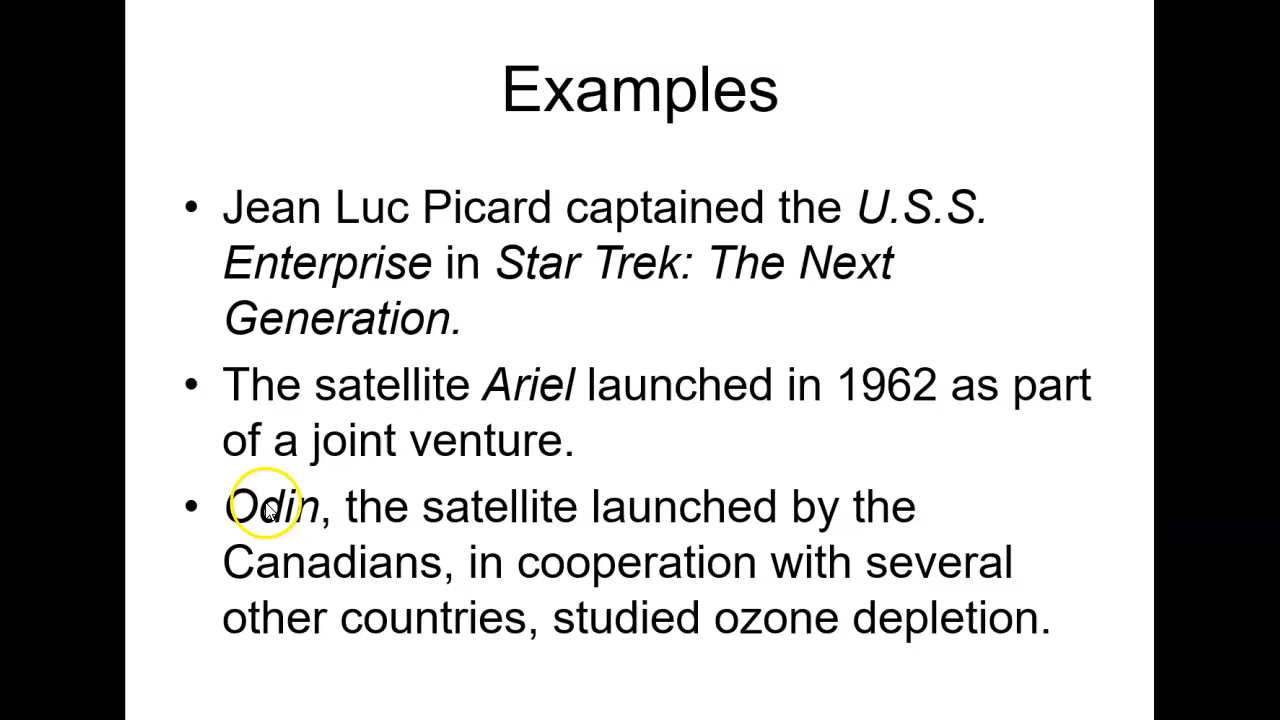 Examples
• Jean Luc Picard captained the U.S.S.
Enterprise in Star Trek: The Next
Generation.
• The satellite Ariel launched in 1962 as part
of a joint venture.
• Odin, the satellite launched by the
Canadians, in cooperation with several
other countries, studied ozone depletion.